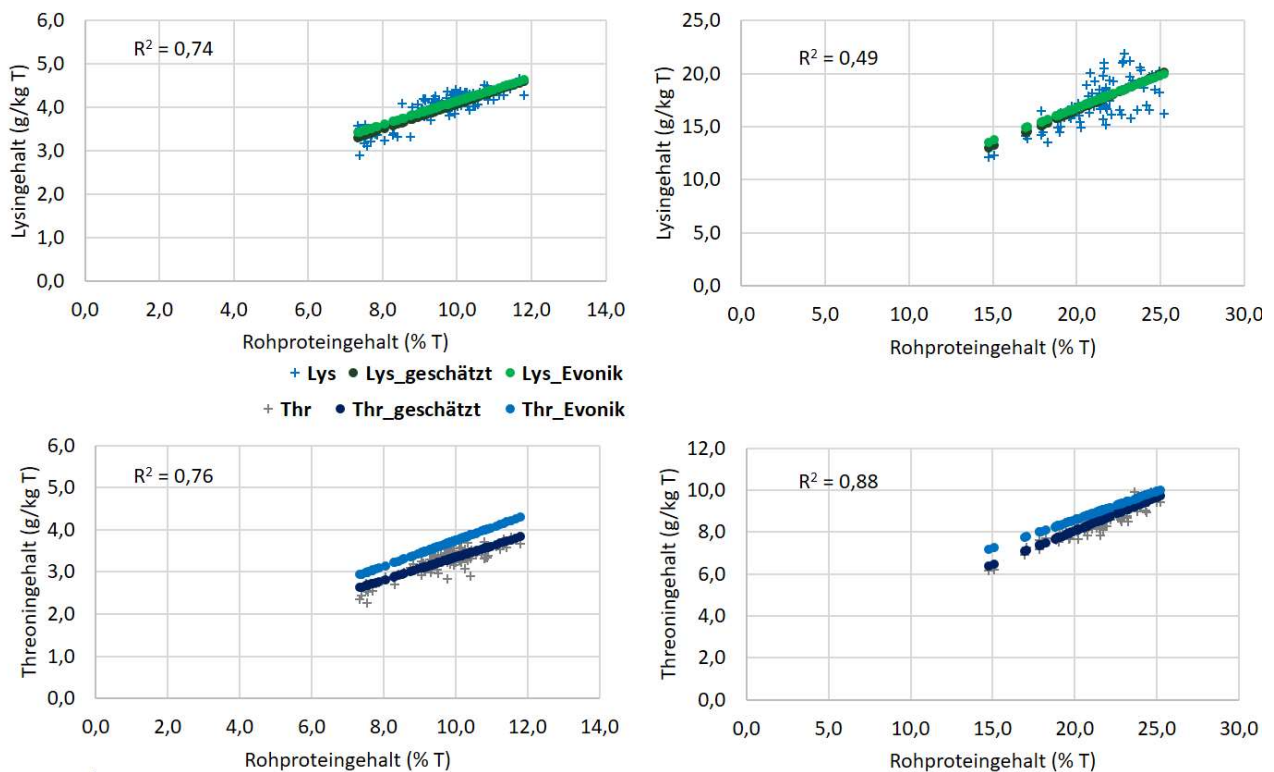 R² = 0,74
Lysingehalt (g/kg T)
6,0
5,0
4,0
3,0
2,0
1,0
0,0
0,0 2,0 4,0 6,0 8,0 10,0 12,0 14,0
Rohproteingehalt (% T)
R² = 0,49
Lysingehalt (g/kg T)
25,0
20,0
15,0
10,0
5,0
0,0
0,0 5,0 10,0 15,0 20,0 25,0 30,0
Rohproteingehalt (% T)
Lys Lys_geschätzt Lys_Evonik
Thr Thr_geschätzt Thr_Evonik
R² = 0,76
Threoningehalt (g/kg T)
6,0
5,0
4,0
3,0
2,0
1,0
0,0
0,0 2,0 4,0 6,0 8,0 10,0 12,0 14,0
Rohproteingehalt (% T)
R² = 0,88
Threoningehalt (g/kg T)
12,0
10,0
8,0
6,0
4,0
2,0
0,0
0,0 5,0 10,0 15,0 20,0 25,0 30,0
Rohproteingehalt (% T)